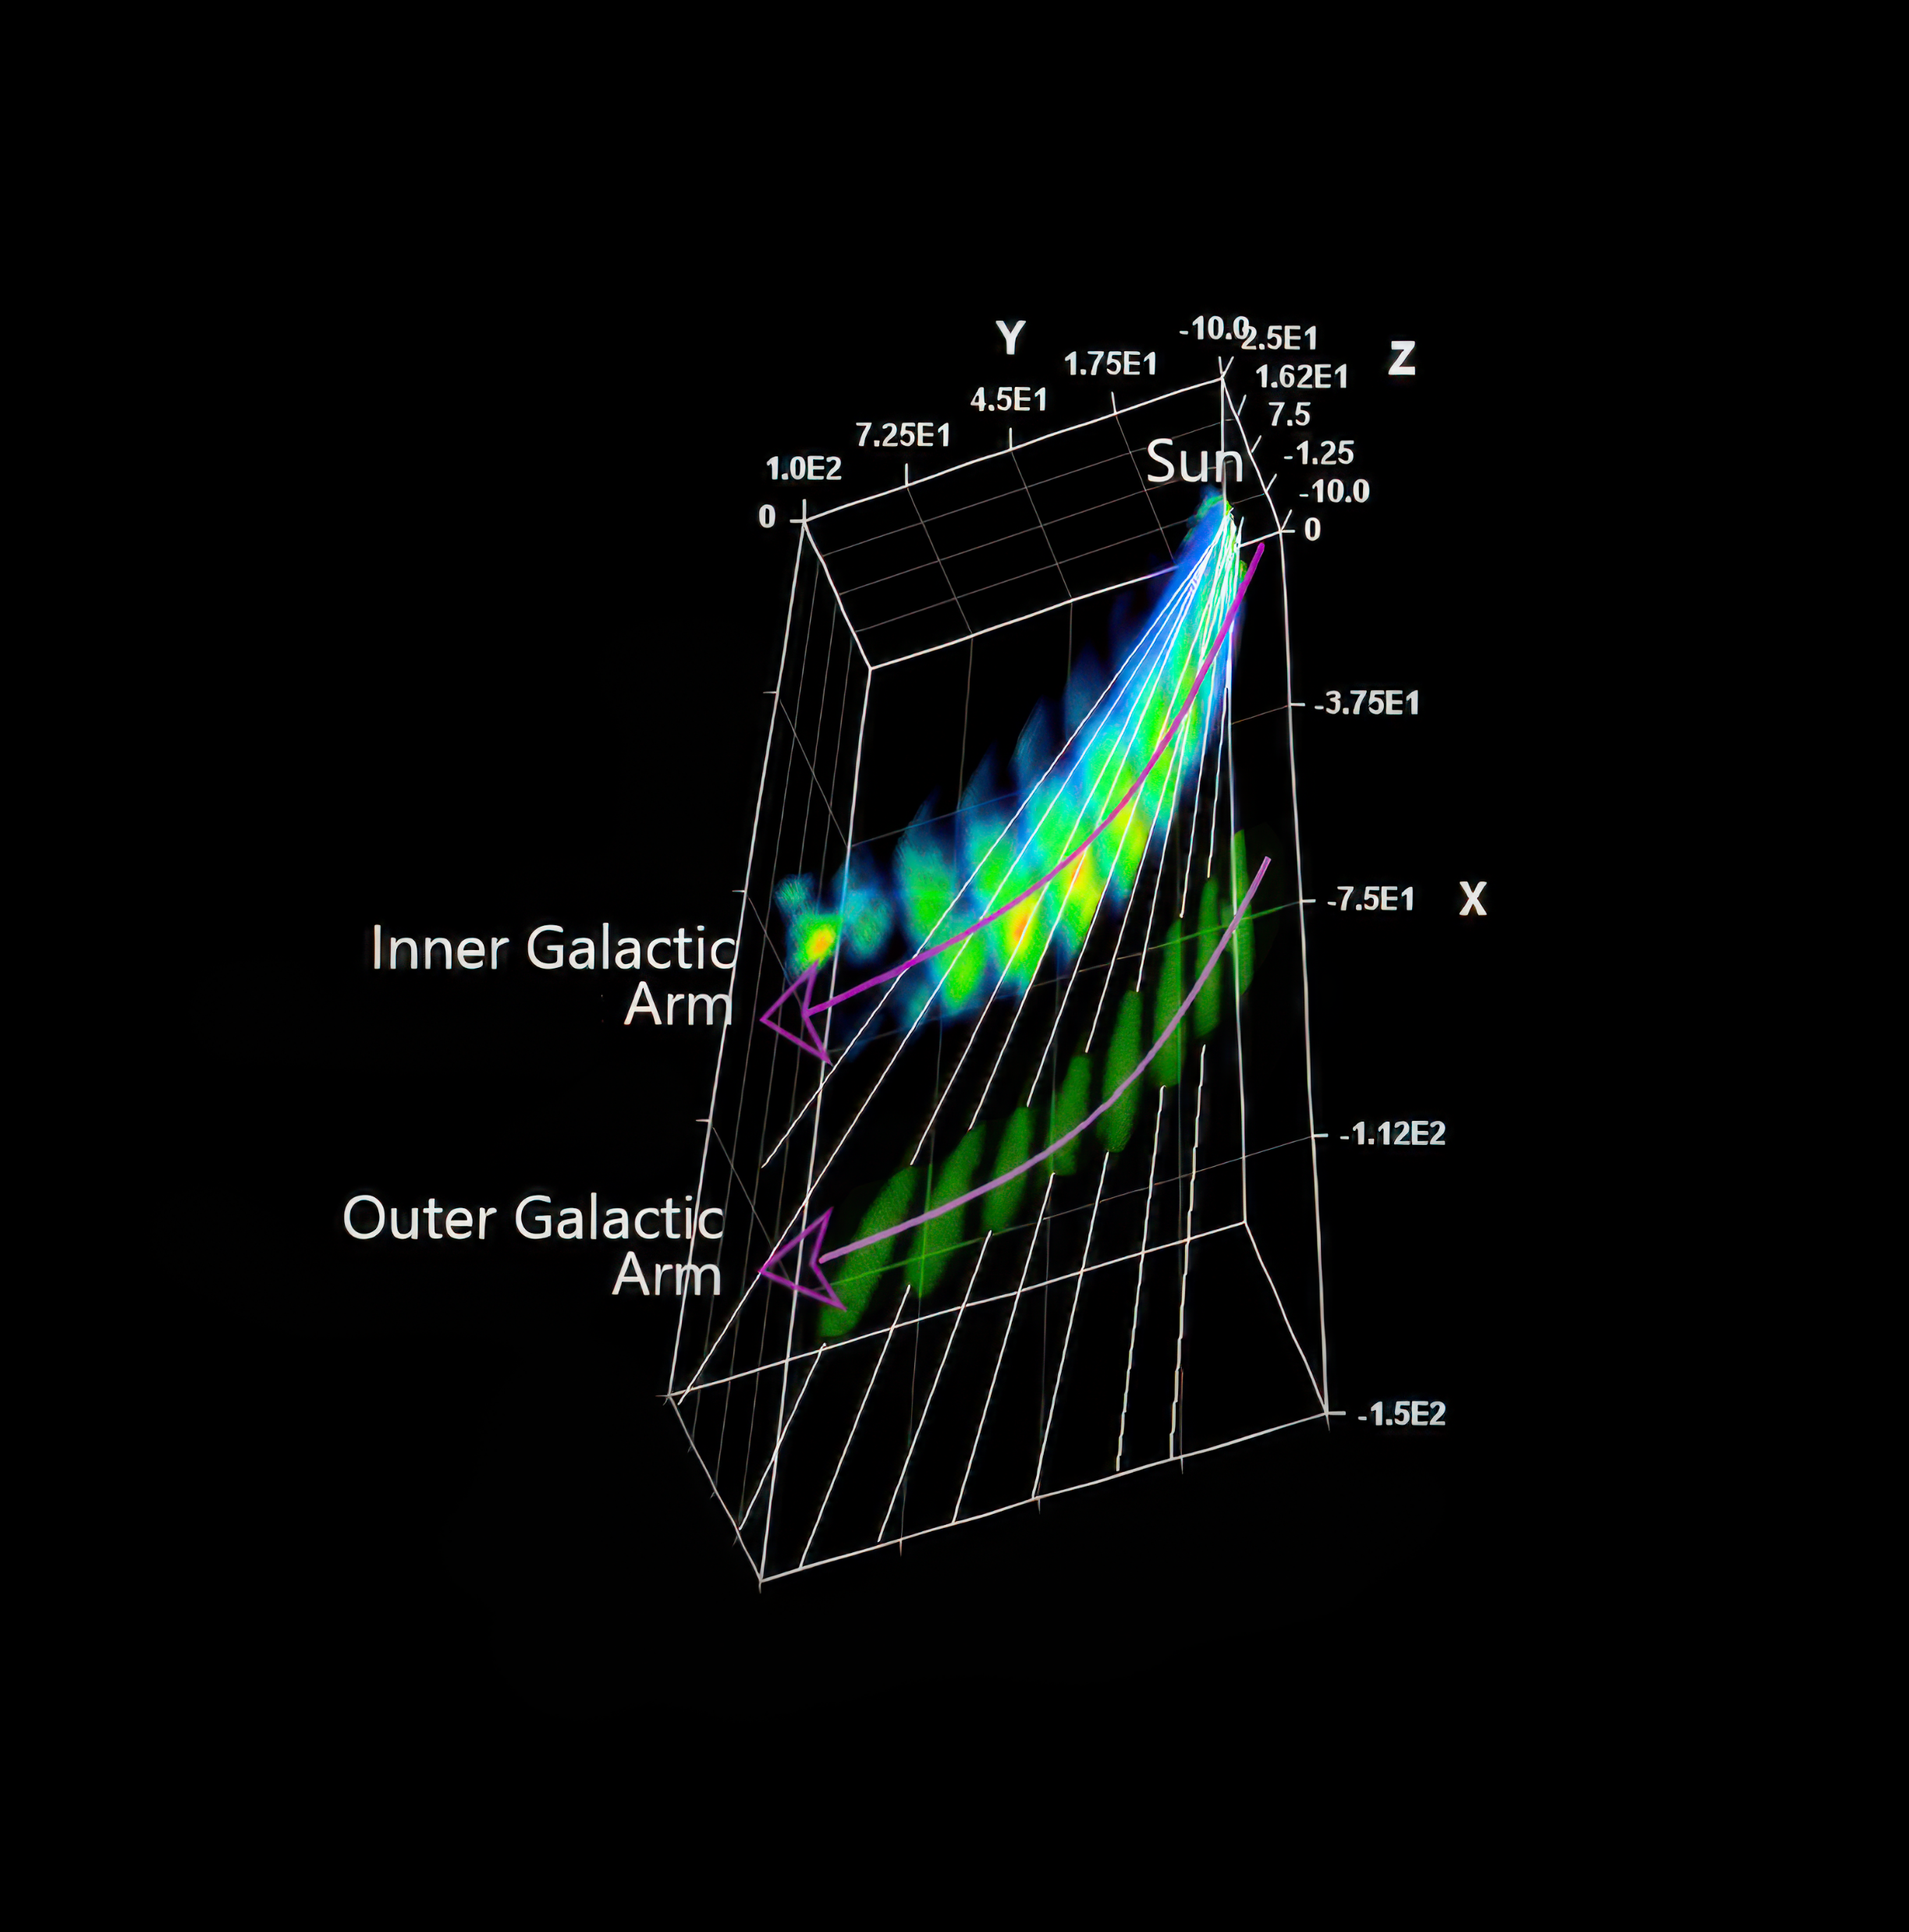 Y
-10.0
2.5E1
Z
1.75E1
1.62E1
4.5E1
7.5
7.25E1
Sun
-1.25
1.0E2
-10.0
0
0
-3.75E1
-7.5E1
X
Inner Galactic
Arm
-1.12E2
Outer Galactic
Arm
-1.5E2